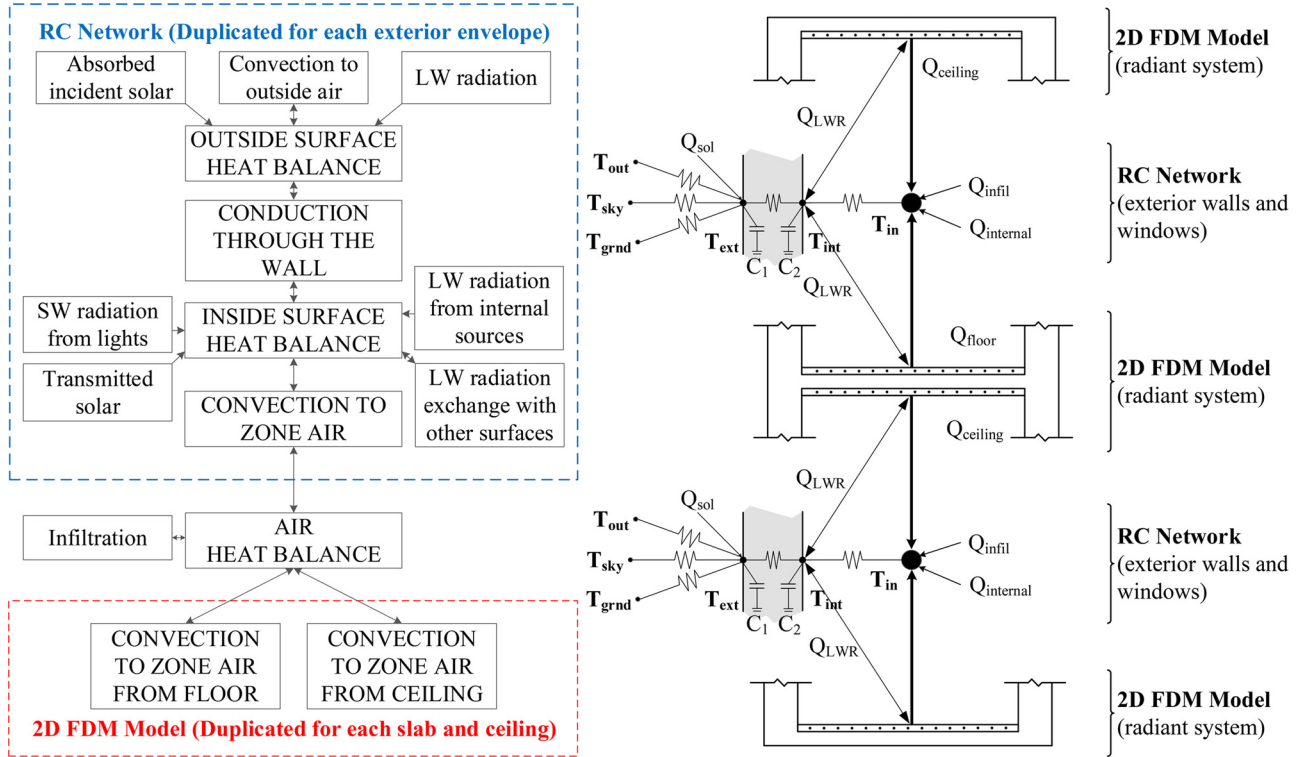 RC Network (Duplicated for each exterior envelope)
Absorbed
incident solar
Convection to
outside air
LW radiation
OUTSIDE SURFACE
HEAT BALANCE
CONDUCTION
THROUGH THE
WALL
SW radiation
from lights
INSIDE SURFACE
HEAT BALANCE
LW radiation
from internal
sources
Transmitted
solar
CONVECTION TO
ZONE AIR
LW radiation
exchange with
other surfaces
Infiltration
AIR
HEAT BALANCE
CONVECTION
TO ZONE AIR
FROM FLOOR
CONVECTION
TO ZONE AIR
FROM CEILING
2D FDM Model (Duplicated for each slab and ceiling)
Qceiling
2D FDM Model
(radiant system)
QLWR
Qsol
Tout
Tsky
Tgrnd
Text
C1
C2
Tint
Tin
Qinfil
Qinternal
RC Network
(exterior walls and
windows)
QLWR
Qfloor
2D FDM Model
(radiant system)
Qceiling
QLWR
Qsol
Tout
Tsky
Tgrnd
Text
C1
C2
Tint
Tin
Qinfil
Qinternal
RC Network
(exterior walls and
windows)
QLWR
2D FDM Model
(radiant system)